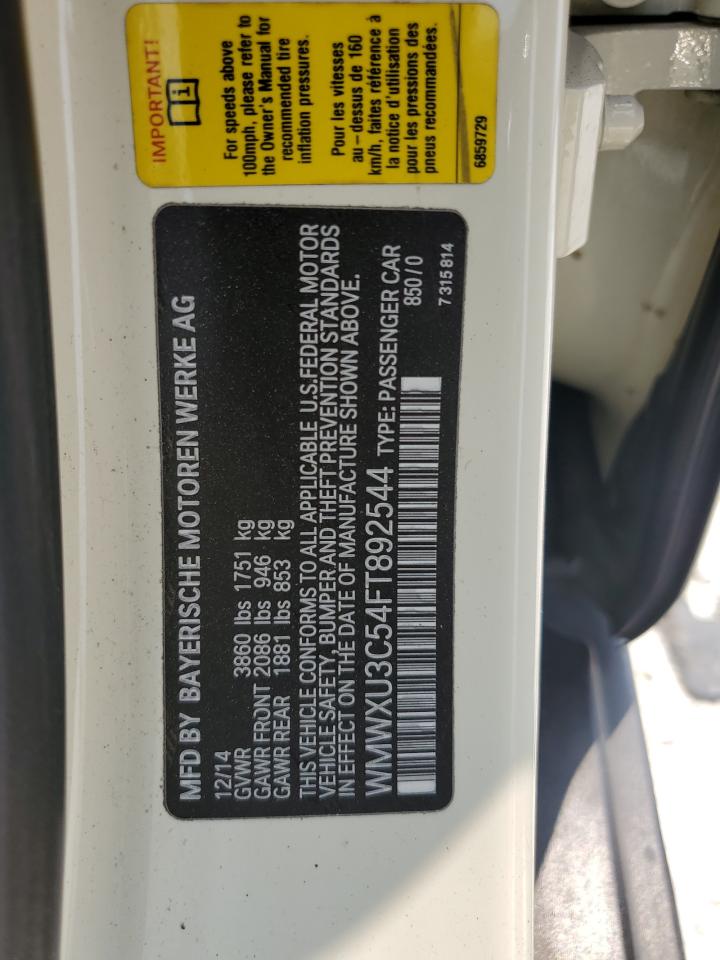 IMPORTANT!
For speeds above
100mph, please refer to
the Owner's Manual for
recommended tire
inflation pressures.
Pour les vitesses
au-dessus de 160
km/h, faites référence à
la notice d'utilisation
pour les pressions des
pneus recommandées.
6859729
MFD BY BAYERISCHE MOTOREN WERKE AG
12/14
GVWR 3860 lbs 1751 kg
GAWR FRONT 2086 lbs 946 kg
GAWR REAR 1881 lbs 853 kg
THIS VEHICLE CONFORMS TO ALL APPLICABLE U.S.FEDERAL MOTOR
VEHICLE SAFETY, BUMPER AND THEFT PREVENTION STANDARDS
IN EFFECT ON THE DATE OF MANUFACTURE SHOWN ABOVE.
WMWXU3C54FT892544 TYPE: PASSENGER CAR
850/0
7315814